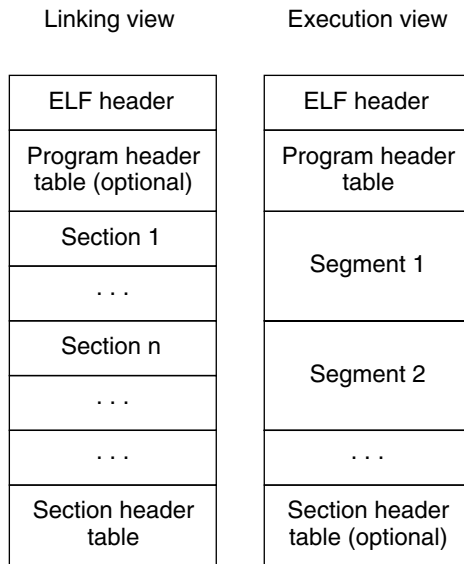 Linking view
ELF header
Program header
table (optional)
Section 1
. . .
Section n
. . .
. . .
Section header
table
Execution view
ELF header
Program header
table
Segment 1
Segment 2
. . .
Section header
table (optional)